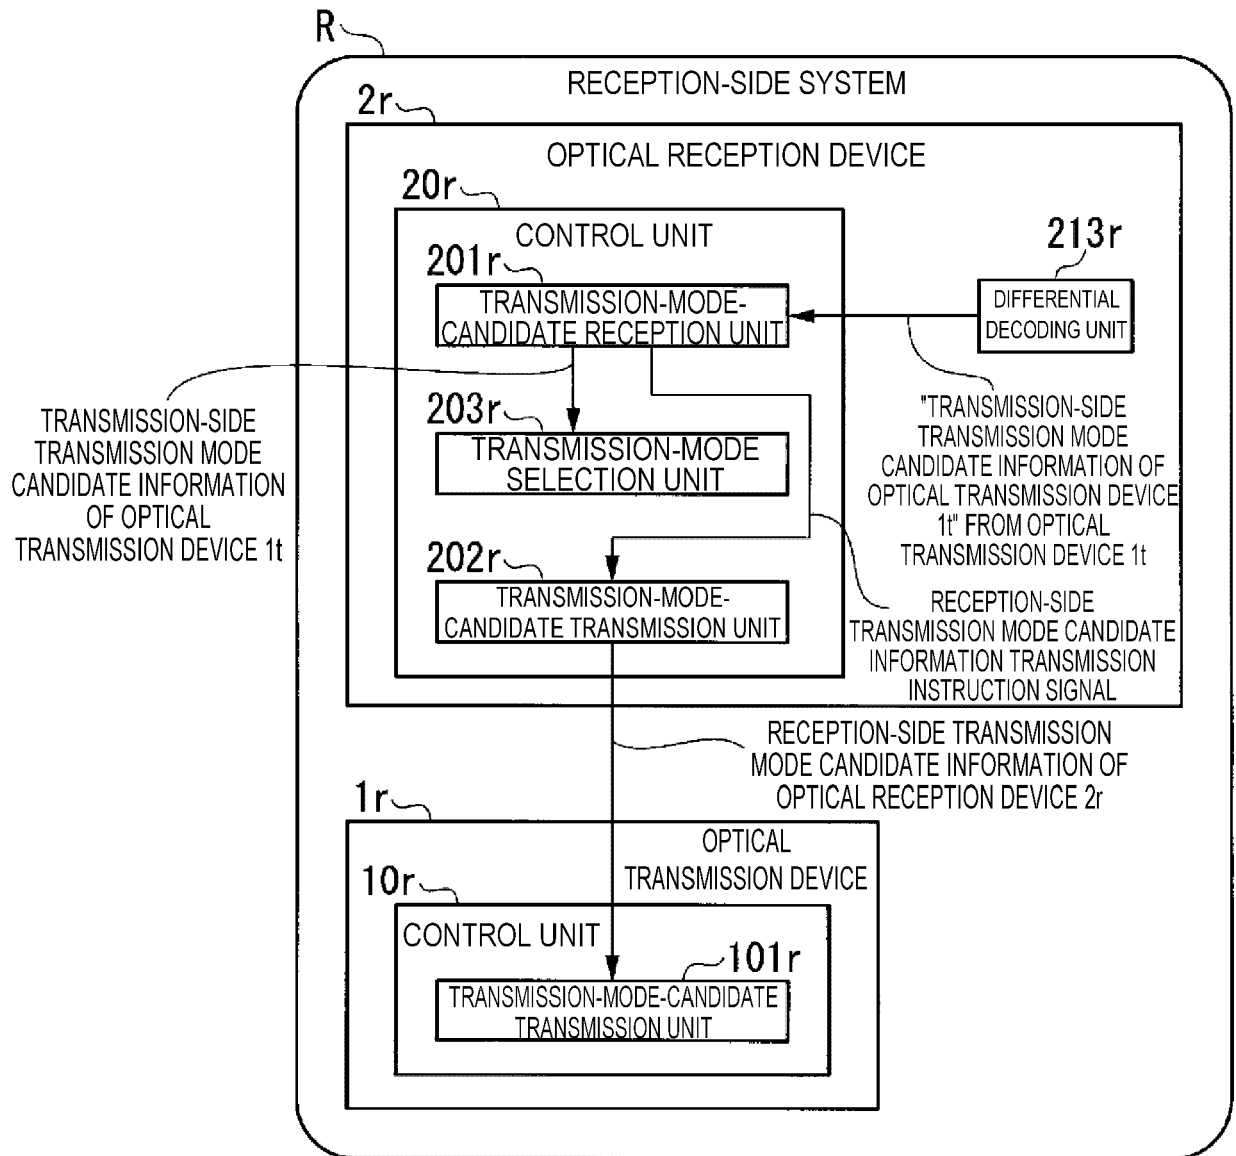 R
RECEPTION-SIDE SYSTEM
2r
OPTICAL RECEPTION DEVICE
20r
CONTROL UNIT
213r
201r
TRANSMISSION-MODE-
CANDIDATE RECEPTION UNIT
DIFFERENTIAL
DECODING UNIT
TRANSMISSION-SIDE
TRANSMISSION MODE
CANDIDATE INFORMATION
OF OPTICAL
TRANSMISSION DEVICE 1t
203r
TRANSMISSION-MODE
SELECTION UNIT
"TRANSMISSION-SIDE
TRANSMISSION MODE
CANDIDATE INFORMATION OF
OPTICAL TRANSMISSION DEVICE
1t" FROM OPTICAL
TRANSMISSION DEVICE 1t
202r
TRANSMISSION-MODE-
CANDIDATE TRANSMISSION UNIT
RECEPTION-SIDE
TRANSMISSION MODE CANDIDATE
INFORMATION TRANSMISSION
INSTRUCTION SIGNAL
RECEPTION-SIDE TRANSMISSION
MODE CANDIDATE INFORMATION OF
OPTICAL RECEPTION DEVICE 2r
1r
OPTICAL
TRANSMISSION DEVICE
10r
CONTROL UNIT
101r
TRANSMISSION-MODE-CANDIDATE
TRANSMISSION UNIT